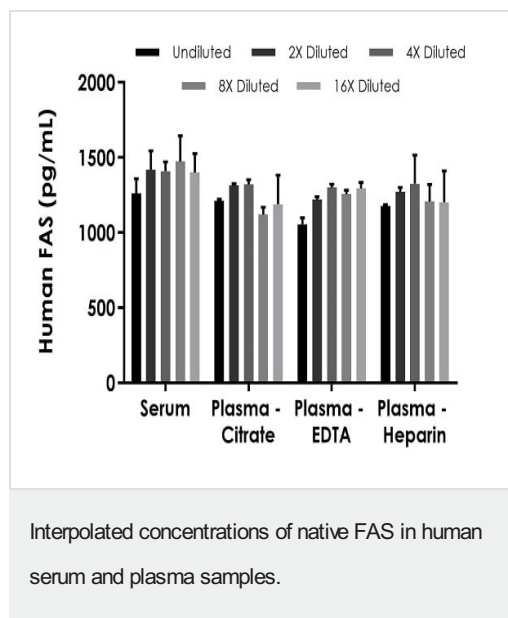 Undiluted 2X Diluted 4X Diluted
8X Diluted 16X Diluted
Human FAS (pg/mL)
2000
1500
1000
500
0
Serum Plasma - Citrate Plasma - EDTA Plasma - Heparin
Interpolated concentrations of native FAS in human
serum and plasma samples.